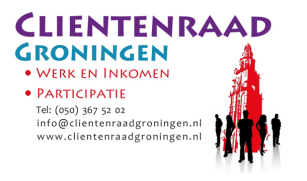 CLIENTENRAAD
GRONINGEN
• WERK EN INKOMEN
• PARTICIPATIE
Tel: (050) 367 52 02
info@clientenraadgroningen.nl
www.clientenraadgroningen.nl